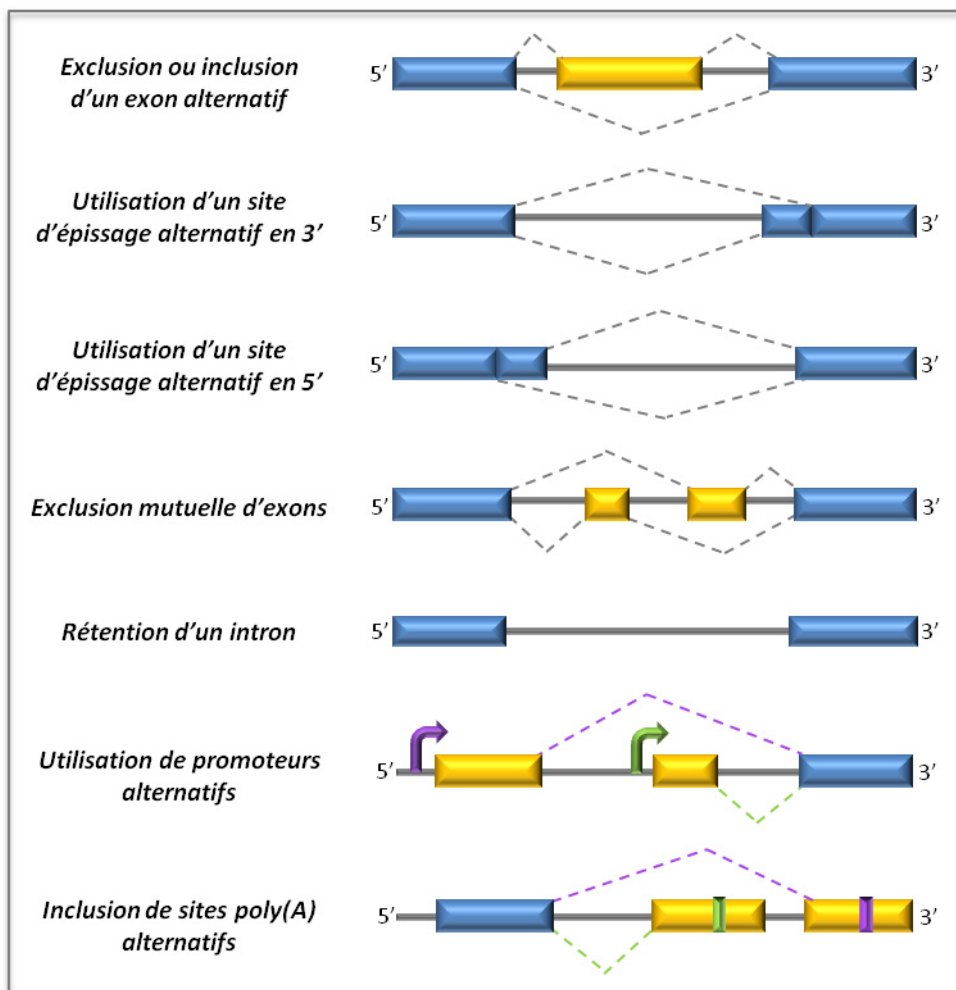 Exclusion ou inclusion
d'un exon alternatif
5’ 3’
Utilisation d’un site
d’épissage alternatif en 3’
5’ 3’
Utilisation d’un site
d’épissage alternatif en 5’
5’ 3’
Exclusion mutuelle d’exons
5’ 3’
Rétention d’un intron
5’ 3’
Utilisation de promoteurs
alternatifs
5’ 3’
Inclusion de sites poly(A)
alternatifs
5’ 3’